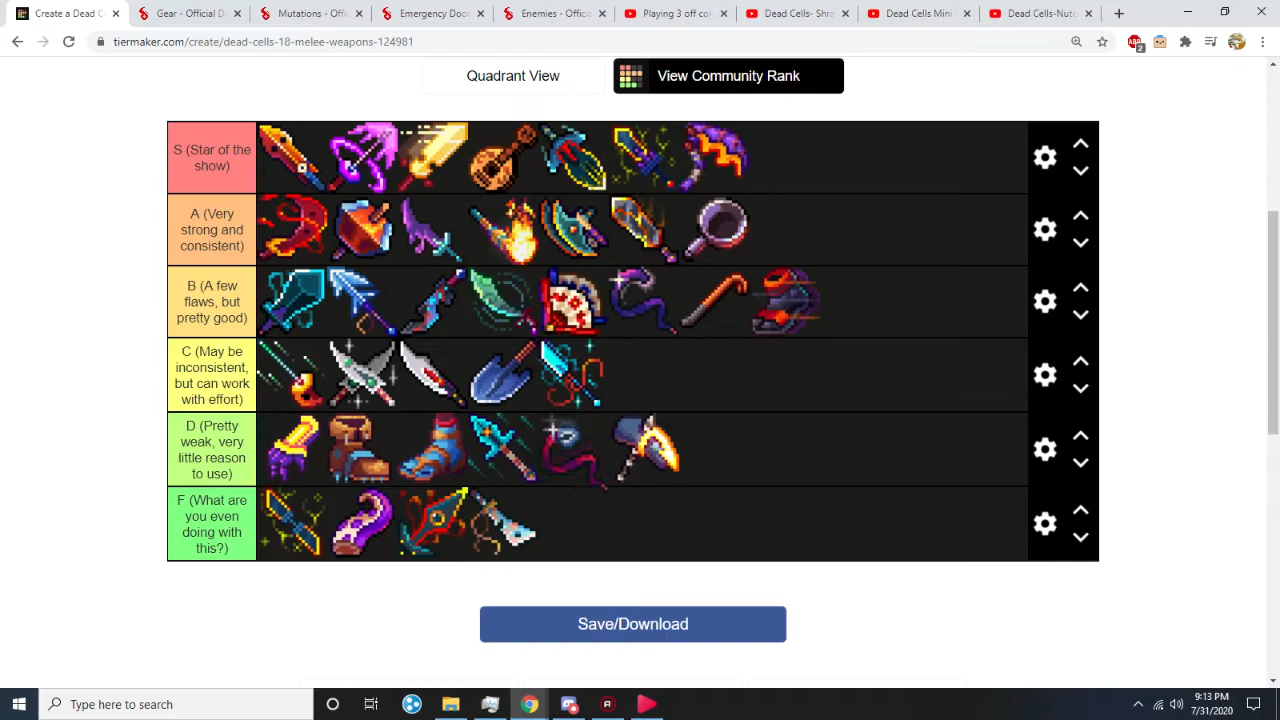 Create a Dead C
Gear - Official D
Mutations - Offi
Emergency Door
Enemies - Officia
Playing 3 off co
Dead Cells- Shra
Dead Cells Mini
Dead Cells-Nuto
tiermaker.com/create/dead-cells-18-melee-weapons-124981
2
Quadrant View
View Community Rank
S (Star of the
show)
A (Very
strong and
consistent)
B (A few
flaws, but
pretty good)
C (May be
inconsistent,
but can work
with effort)
D (Pretty
weak, very
little reason
to use)
F (What are
you even
doing with
this?)
Save/Download
Type here to search
9:13 PM
7/31/2020